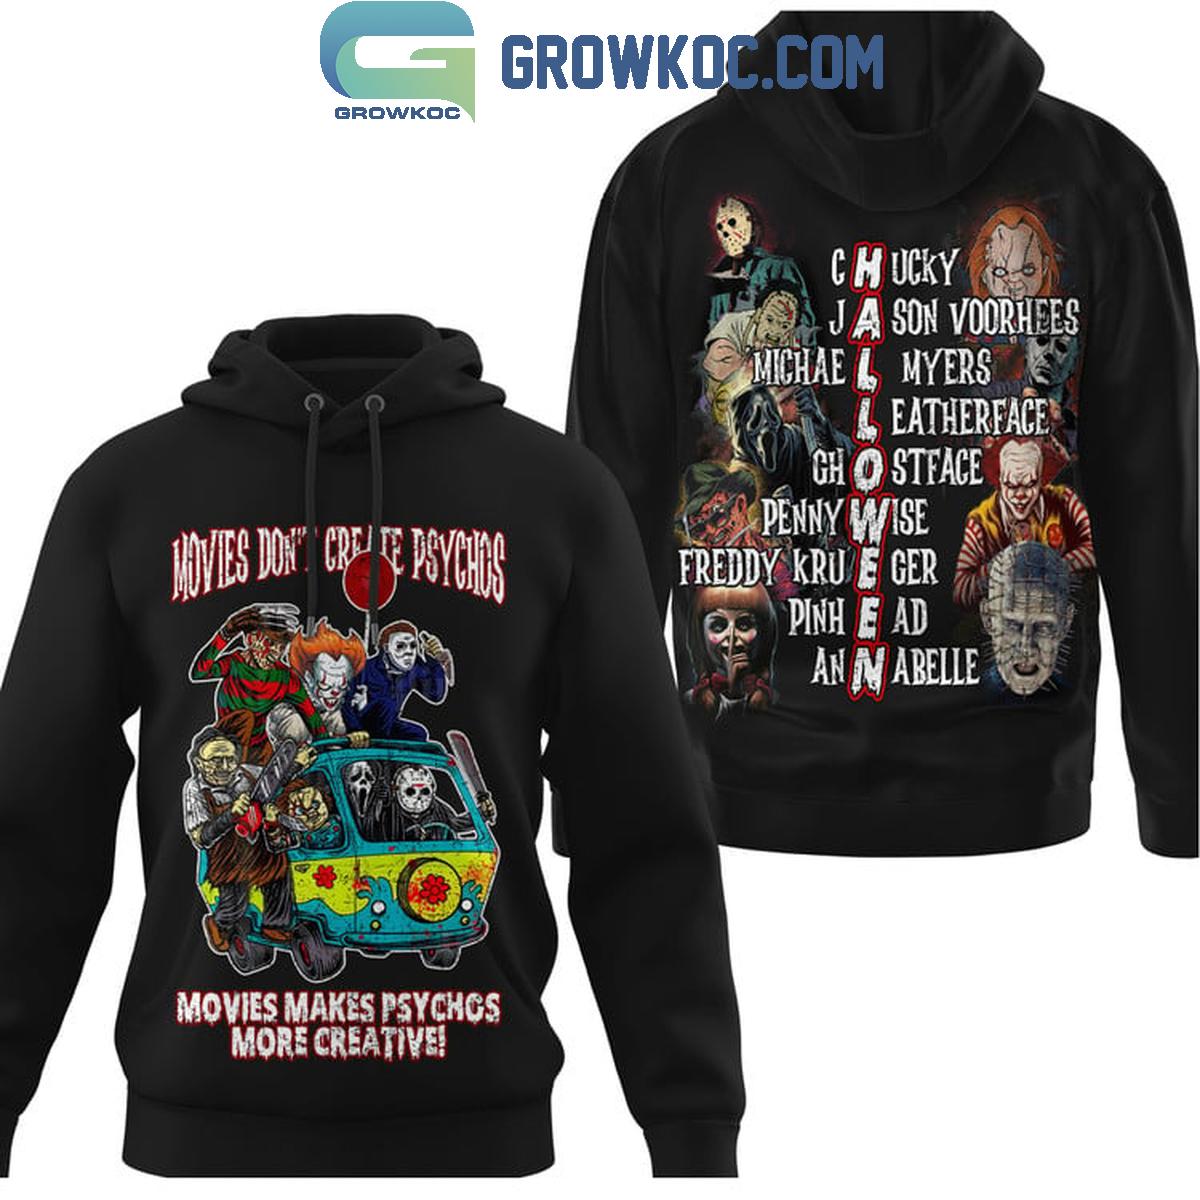 GROWKOC
GROWKOC.COM
CHUCKY
JASON VOORHEES
MICHAEL MYERS
LEATHERFACE
GHOSTFACE
PENNYWISE
FREDDY KRUEGER
PINHEAD
ANNABELLE
MOVIES DON'T CREATE PSYCHOS
MOVIES MAKES PSYCHOS
MORE CREATIVE!